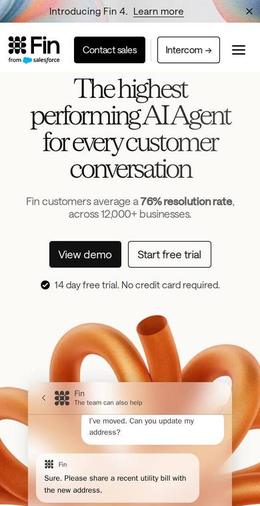 Introducing Fin 4. Learn more
Fin
from salesforce
Contact sales
Intercom →
The highest
performing AI Agent
for every customer
conversation
Fin customers average a 76% resolution rate,
across 12,000+ businesses.
View demo
Start free trial
14 day free trial. No credit card required.
Fin
The team can also help
I've moved. Can you update my
address?
Fin
Sure. Please share a recent utility bill with
the new address.